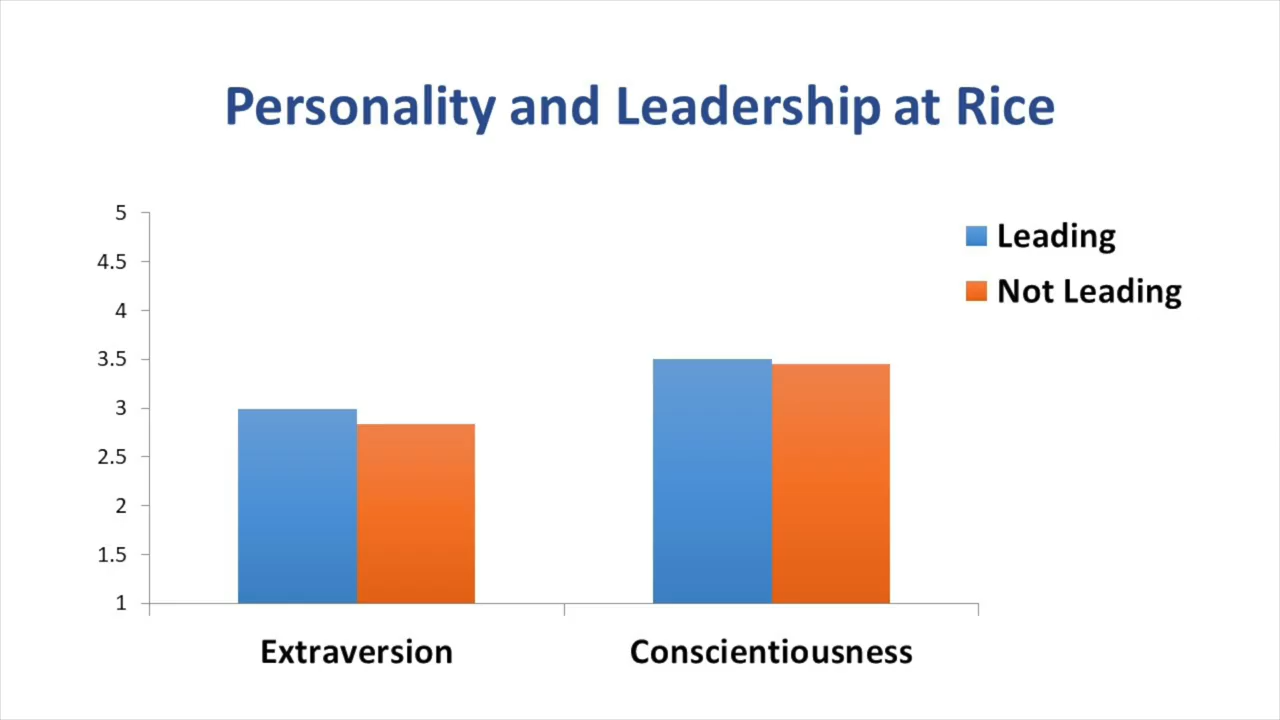 Personality and Leadership at Rice
5
4.5
4
3.5
3
2.5
2
1.5
1
Leading
Not Leading
Extraversion
Conscientiousness